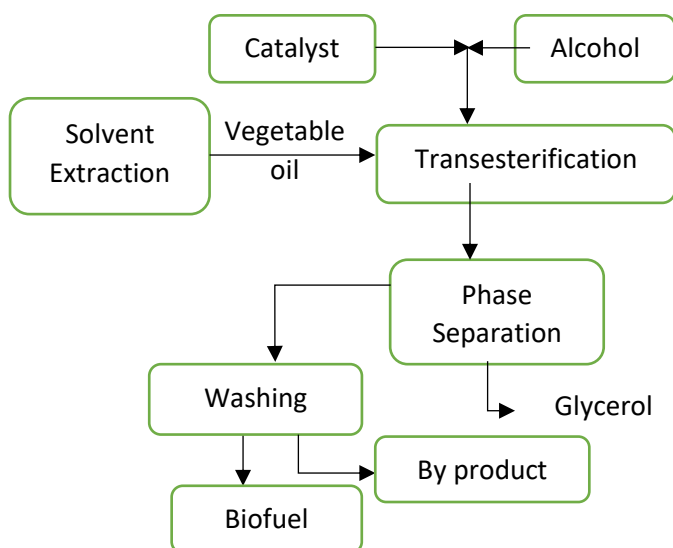 Catalyst
Alcohol
Solvent
Extraction
Vegetable
oil
Transesterification
Phase
Separation
Washing
Glycerol
By product
Biofuel